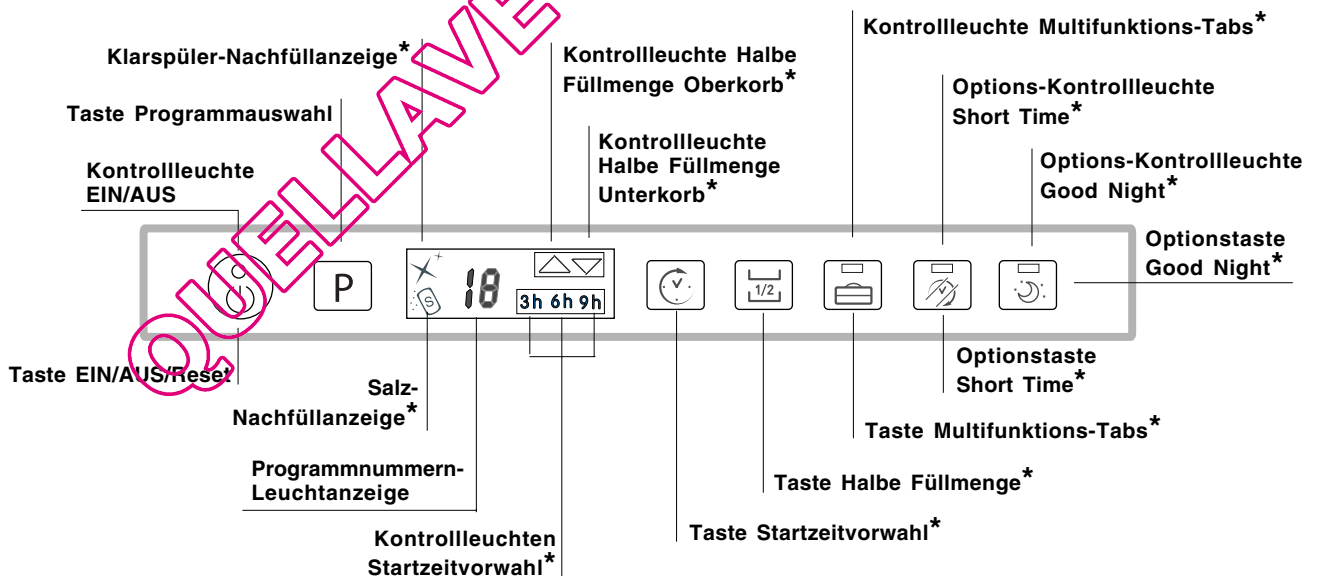 Kontrollleuchte Multifunktions-Tabs*
Klarspüler-Nachfüllanzeige*
Kontrollleuchte Halbe
Füllmenge Oberkorb*
Options-Kontrollleuchte
Short Time*
Taste Programmauswahl
Kontrollleuchte
Halbe Füllmenge
Unterkorb*
Options-Kontrollleuchte
Good Night*
Kontrollleuchte
EIN/AUS
Optionstaste
Good Night*
P
S
18
3h 6h 9h
1/2
Taste EIN/AUS/Reset
Salz-
Nachfüllanzeige*
Optionstaste
Short Time*
Taste Multifunktions-Tabs*
Programmnummern-
Leuchtanzeige
Taste Halbe Füllmenge*
Kontrollleuchten
Startzeitvorwahl*
Taste Startzeitvorwahl*
QUELLAVE